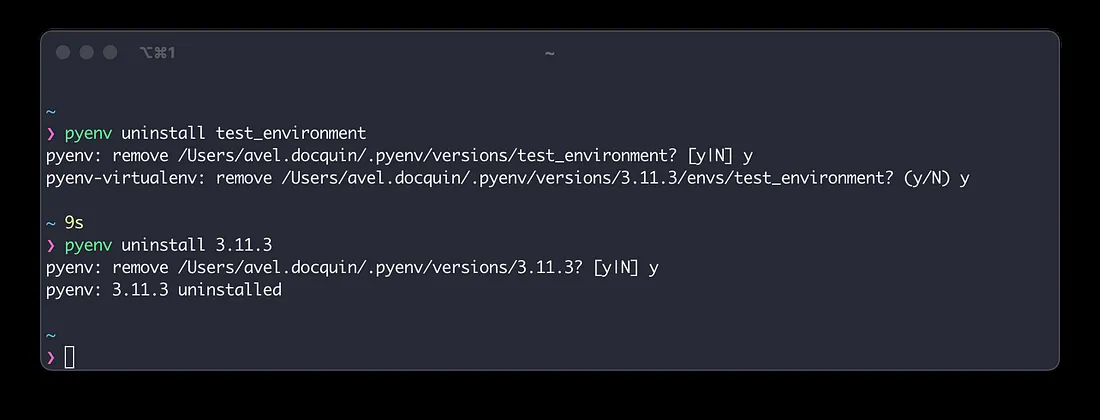 ⌥⌘1
~
~
❯ pyenv uninstall test_environment
pyenv: remove /Users/avel.docquin/.pyenv/versions/test_environment? [y|N] y
pyenv-virtualenv: remove /Users/avel.docquin/.pyenv/versions/3.11.3/envs/test_environment? (y/N) y
~ 9s
❯ pyenv uninstall 3.11.3
pyenv: remove /Users/avel.docquin/.pyenv/versions/3.11.3? [y|N] y
pyenv: 3.11.3 uninstalled
~
❯